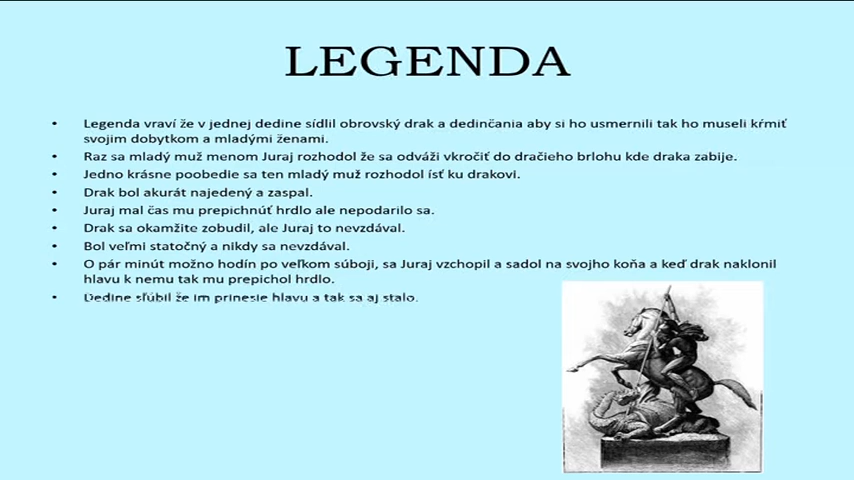 LEGENDA
• Legenda vraví že v jednej dedine sídlil obrovský drak a dedinčania aby si ho usmernili tak ho museli kŕmiť
svojim dobytkom a mladými ženami.
• Raz sa mladý muž menom Juraj rozhodol že sa odváži vkročiť do dračieho brlohu kde draka zabije.
• Jedno krásne poobedie sa ten mladý muž rozhodol ísť ku drakovi.
• Drak bol akurát najedený a zaspal.
• Juraj mal čas mu prepichnúť hrdlo ale nepodarilo sa.
• Drak sa okamžite zobudil, ale Juraj to nevzdával.
• Bol veľmi statočný a nikdy sa nevzdával.
• O pár minút možno hodín po veľkom súboji, sa Juraj vzchopil a sadol na svojho koňa a keď drak naklonil
hlavu k nemu tak mu prepichol hrdlo.
• Dedine sľúbil že im prinesie hlavu a tak sa aj stalo.